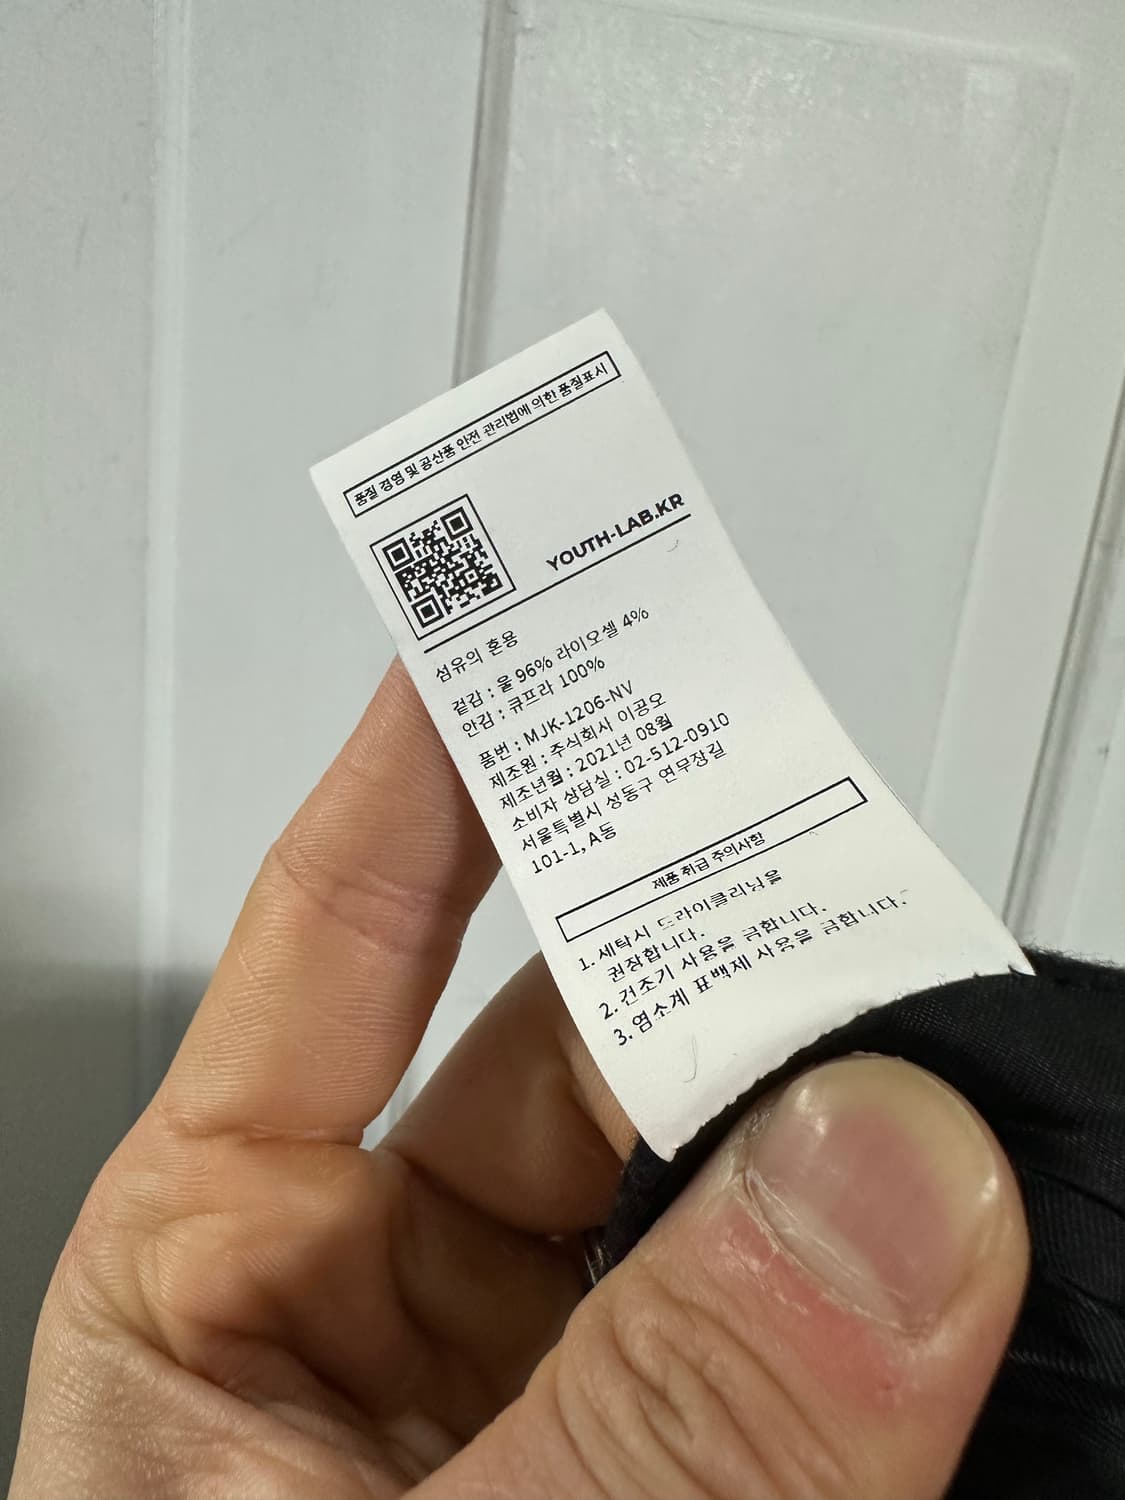 품질 경영 및 공산품 안전 관리법에 의한 품질표시
YOUTH-LAB.KR
섬유의 혼용
겉감 : 울 96% 라이오셀 4%
안감 : 큐프라 100%
품번 : MJK-1206-NV
제조원 : 주식회사 이공오
제조년월 : 2021년 08월
소비자 상담실 : 02-512-0910
서울특별시 성동구 연무장길
101-1, A동
제품 취급 주의사항
1. 세탁시 드라이클리닝을
권장합니다.
2. 건조기 사용을 금합니다.
3. 염소계 표백제 사용을 금합니다.